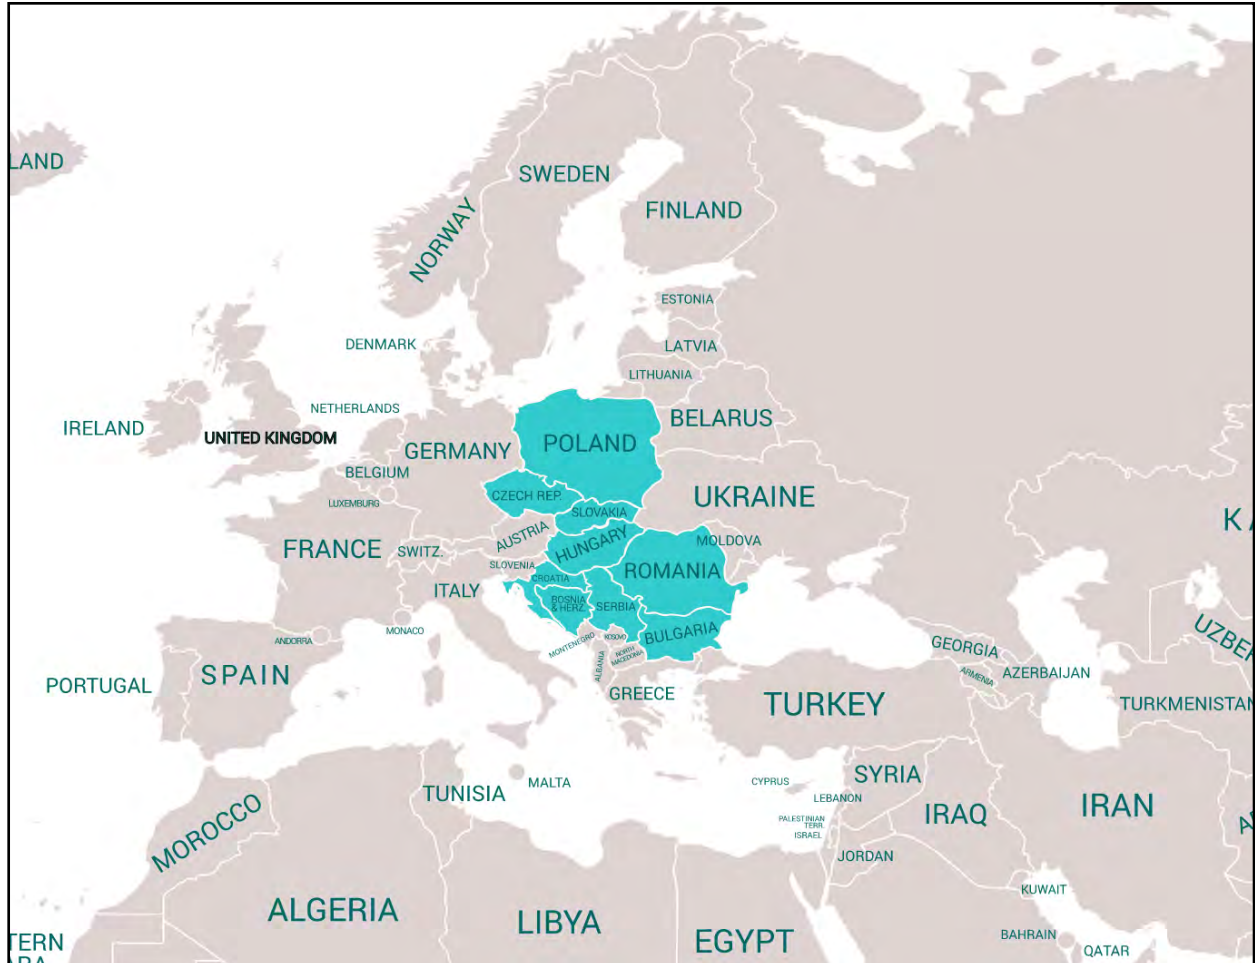 LAND
SWEDEN
FINLAND
NORWAY
ESTONIA
DENMARK
LATVIA
LITHUANIA
NETHERLANDS
BELARUS
IRELAND
UNITED KINGDOM
GERMANY
POLAND
BELGIUM
CZECH REP.
UKRAINE
LUXEMBURG
SLOVAKIA
K A
AUSTRIA
FRANCE
SWITZ.
HUNGARY
MOLDOVA
SLOVENIA
ROMANIA
CROATIA
ITALY
BOSNIA
& HERZ.
SERBIA
UZBEK
MONACO
ANDORRA
MONTENEGRO
KOSOVO
BULGARIA
GEORGIA
NORTH
MACEDONIA
ALBANIA
SPAIN
ARMENIA
AZERBAIJAN
PORTUGAL
GREECE
TURKEY
TURKMENISTAN
MALTA
CYPRUS
SYRIA
TUNISIA
LEBANON
IRAN
MOROCCO
IRAQ
PALESTINIAN
TERR.
ISRAEL
JORDAN
KUWAIT
ALGERIA
LIBYA
EGYPT
BAHRAIN
QATAR
TERN